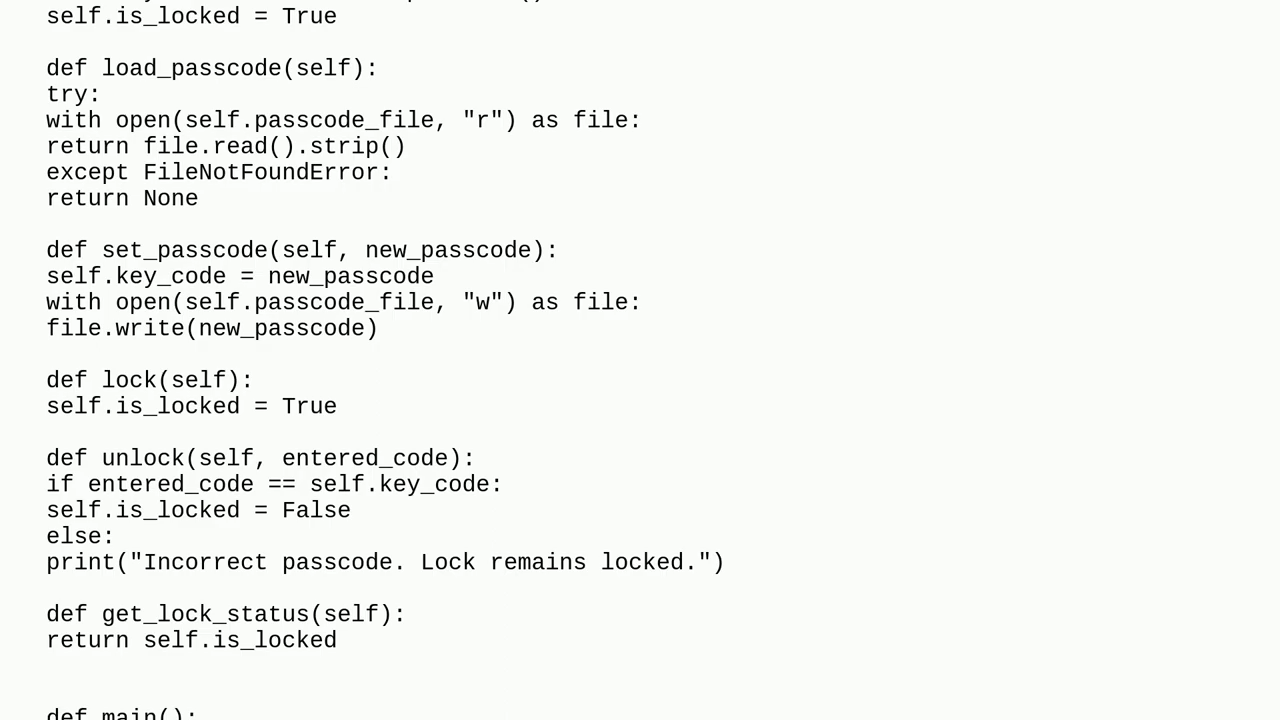 self.is_locked = True
def load_passcode(self):
try:
with open(self.passcode_file, "r") as file:
return file.read().strip()
except FileNotFoundError:
return None
def set_passcode(self, new_passcode):
self.key_code = new_passcode
with open(self.passcode_file, "w") as file:
file.write(new_passcode)
def lock(self):
self.is_locked = True
def unlock(self, entered_code):
if entered_code == self.key_code:
self.is_locked = False
else:
print("Incorrect passcode. Lock remains locked.")
def get_lock_status(self):
return self.is_locked
def main():